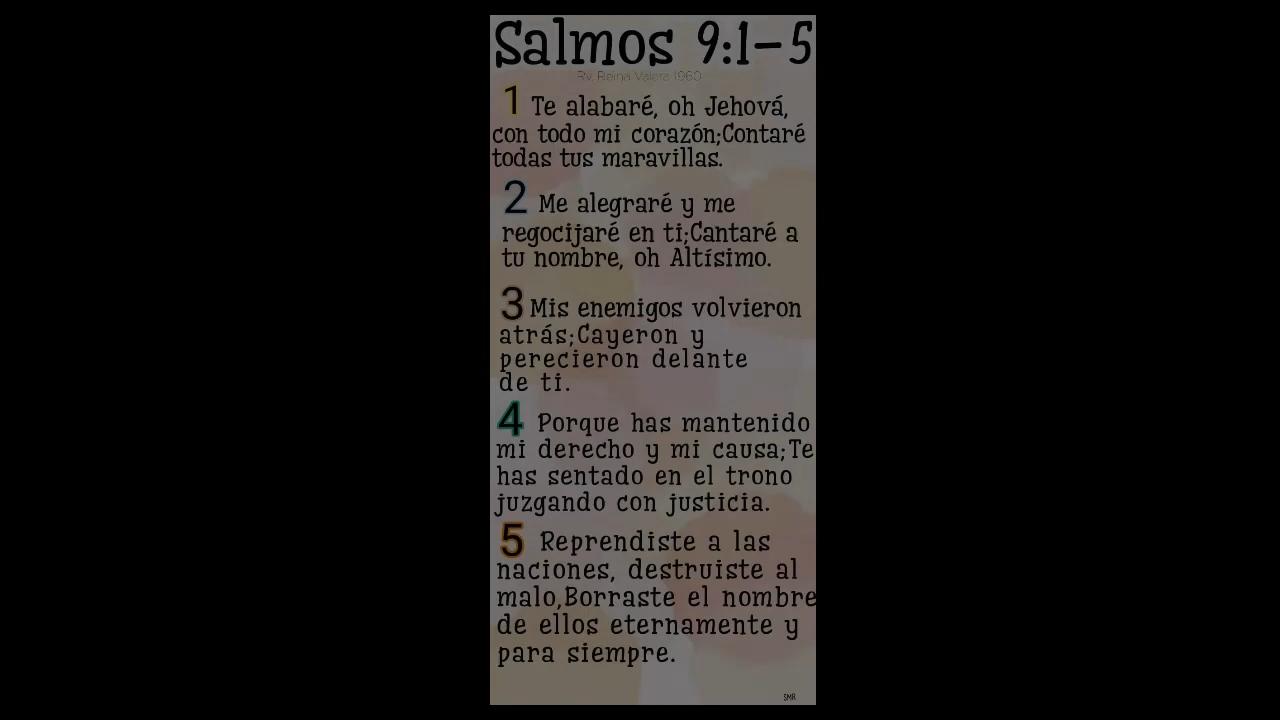 Salmos 9:1-5
Rv. Reina Valera 1960
1 Te alabaré, oh Jehová,
con todo mi corazón;Contaré
todas tus maravillas.
2 Me alegraré y me
regocijaré en ti;Cantaré a
tu nombre, oh Altísimo.
3 Mis enemigos volvieron
atrás;Cayeron y
perecieron delante
de ti.
4 Porque has mantenido
mi derecho y mi causa;Te
has sentado en el trono
juzgando con justicia.
5 Reprendiste a las
naciones, destruiste al
malo,Borraste el nombre
de ellos eternamente y
para siempre.
SMR